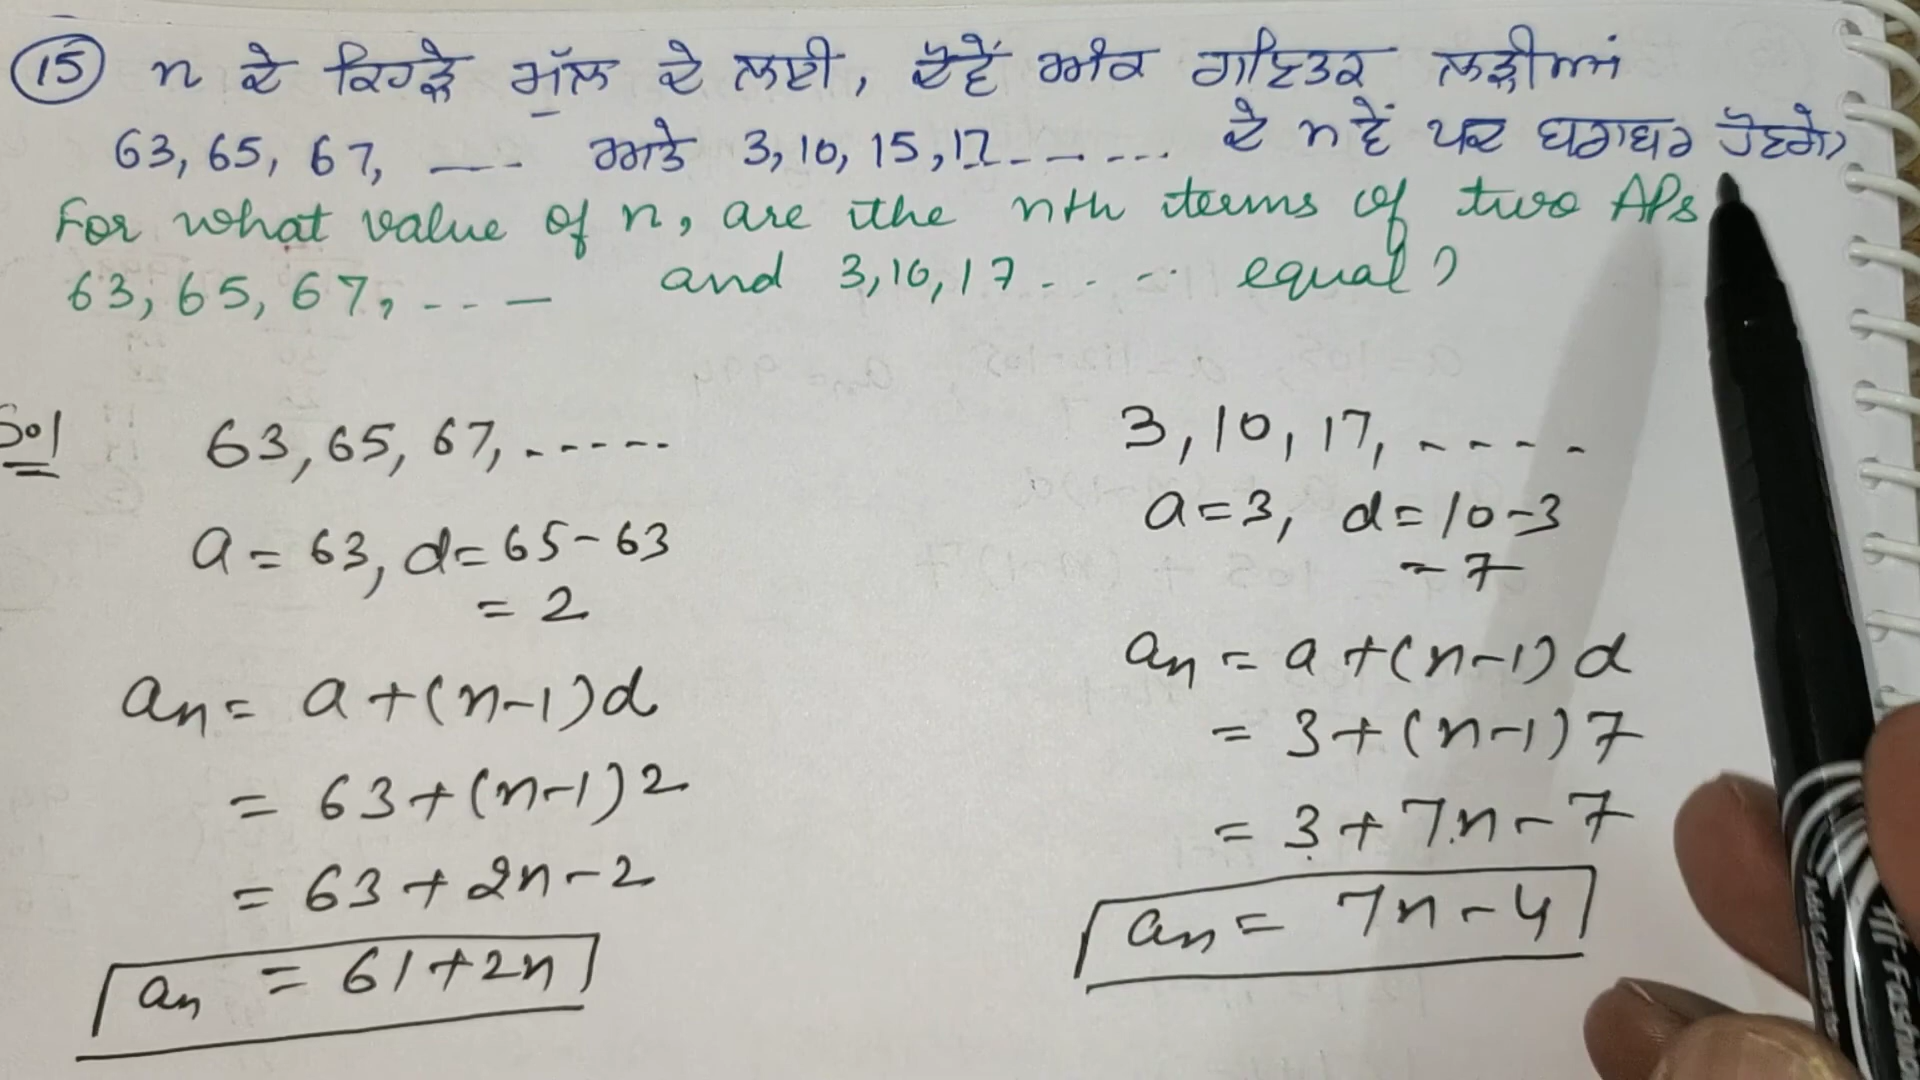 15 n ਦੇ ਕਿਹੜੇ ਮੁੱਲ ਦੇ ਲਈ, ਦੋਵੇਂ ਅੰਕ ਗਣਿਤਕ ਲੜੀਆਂ
63, 65, 67, ---- ਅਤੇ 3, 10, 15, 17------ ਦੇ n ਵੇਂ ਪਦ ਬਰਾਬਰ ਹੋਣਗੇ?
For what value of n, are the nth terms of two APs
63, 65, 67, --- and 3, 10, 17 ---- equal?
Sol 63, 65, 67, ----- 3, 10, 17, ----
a = 63, d = 65-63 a = 3, d = 10-3
= 2 = 7
an = a+(n-1)d an = a+(n-1)d
= 63+(n-1)2 = 3+(n-1)7
= 63+2n-2 = 3+7n-7
an = 61+2n an = 7n-4
Hi-Fashion